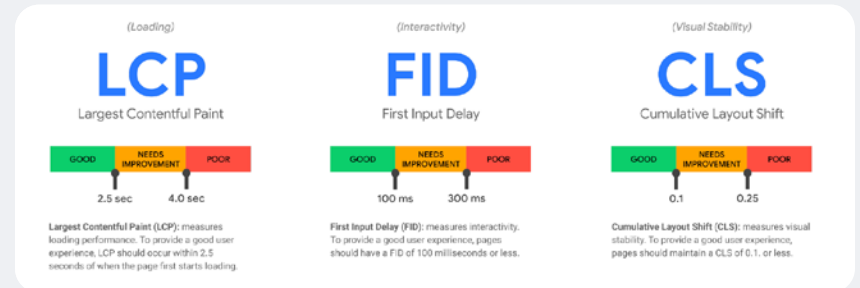 (Loading)
LCP
Largest Contentful Paint
GOOD
NEEDS
IMPROVEMENT
POOR
2.5 sec
4.0 sec
Largest Contentful Paint (LCP): measures
loading performance. To provide a good user
experience, LCP should occur within 2.5
seconds of when the page first starts loading.
(Interactivity)
FID
First Input Delay
GOOD
NEEDS
IMPROVEMENT
POOR
100 ms
300 ms
First Input Delay (FID): measures interactivity.
To provide a good user experience, pages
should have a FID of 100 milliseconds or less.
(Visual Stability)
CLS
Cumulative Layout Shift
GOOD
NEEDS
IMPROVEMENT
POOR
0.1
0.25
Cumulative Layout Shift (CLS): measures visual
stability. To provide a good user experience,
pages should maintain a CLS of 0.1. or less.